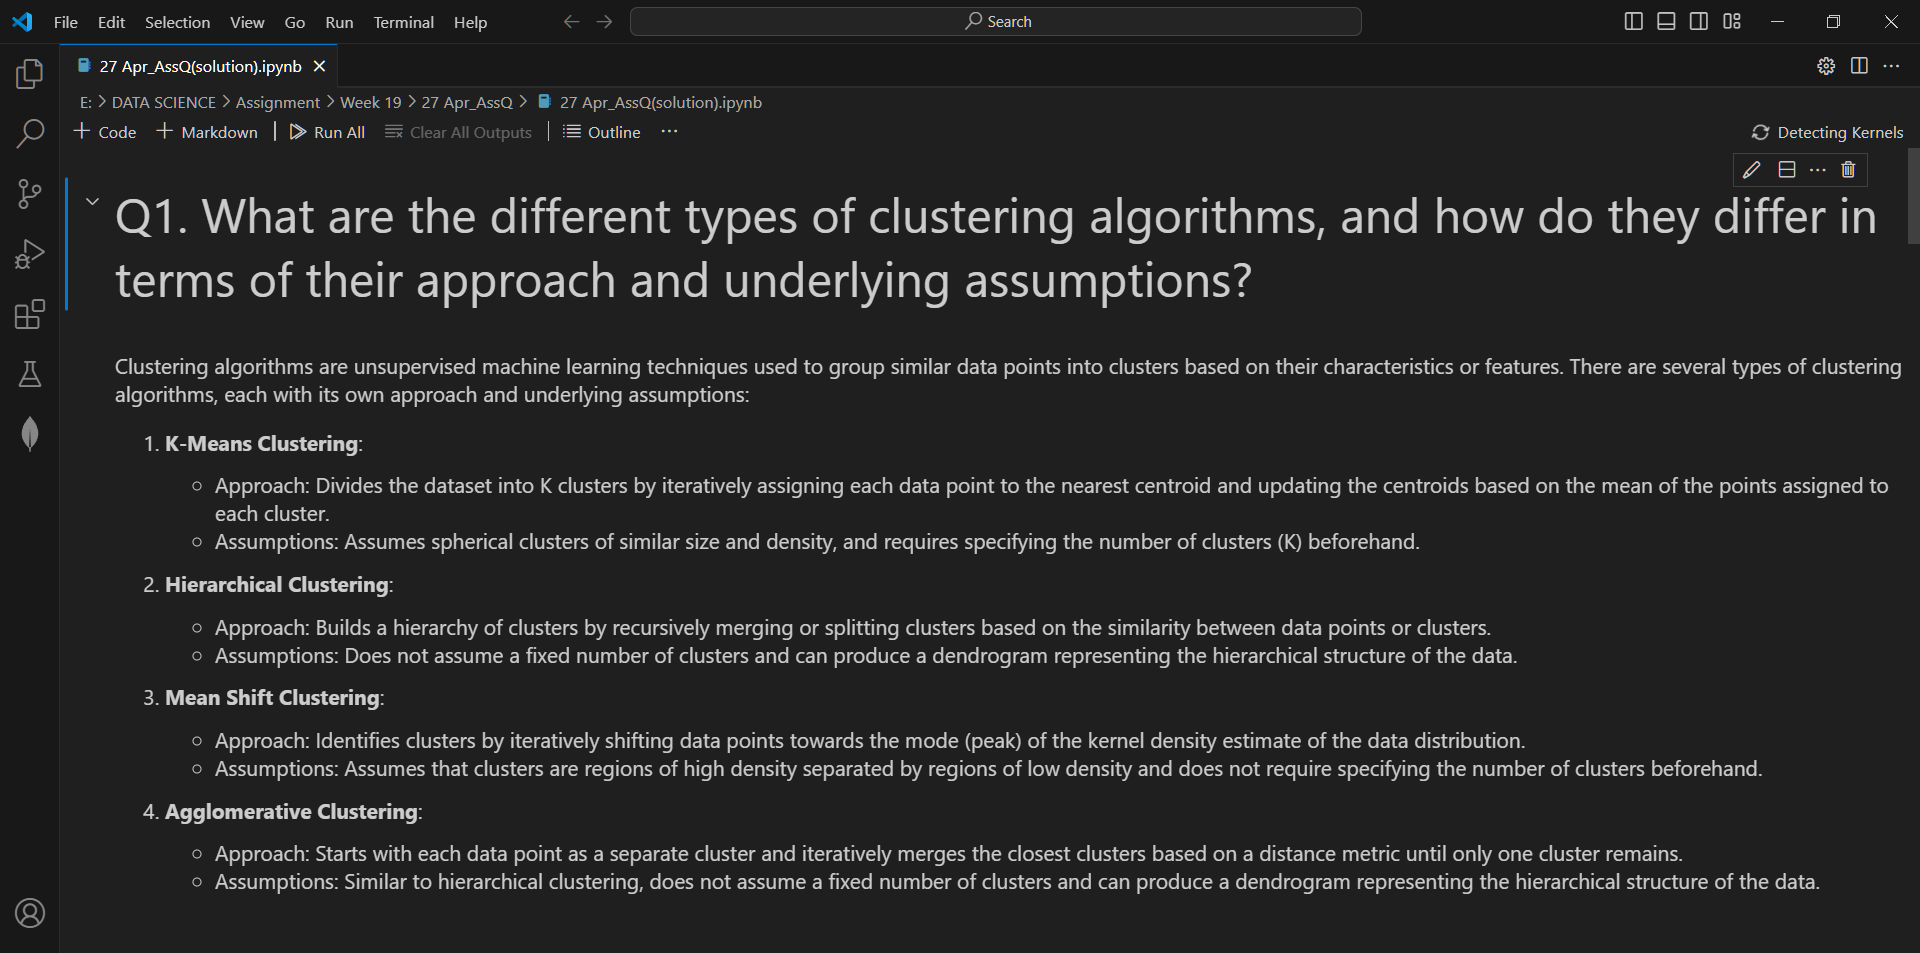 File Edit Selection View Go Run Terminal Help Search
27 Apr_AssQ(solution).ipynb
E: > DATA SCIENCE > Assignment > Week 19 > 27 Apr_AssQ > 27 Apr_AssQ(solution).ipynb
+ Code + Markdown | Run All Clear All Outputs | Outline ··· Detecting Kernels
Q1. What are the different types of clustering algorithms, and how do they differ in
terms of their approach and underlying assumptions?
Clustering algorithms are unsupervised machine learning techniques used to group similar data points into clusters based on their characteristics or features. There are several types of clustering
algorithms, each with its own approach and underlying assumptions:
1. K-Means Clustering:
○ Approach: Divides the dataset into K clusters by iteratively assigning each data point to the nearest centroid and updating the centroids based on the mean of the points assigned to
each cluster.
○ Assumptions: Assumes spherical clusters of similar size and density, and requires specifying the number of clusters (K) beforehand.
2. Hierarchical Clustering:
○ Approach: Builds a hierarchy of clusters by recursively merging or splitting clusters based on the similarity between data points or clusters.
○ Assumptions: Does not assume a fixed number of clusters and can produce a dendrogram representing the hierarchical structure of the data.
3. Mean Shift Clustering:
○ Approach: Identifies clusters by iteratively shifting data points towards the mode (peak) of the kernel density estimate of the data distribution.
○ Assumptions: Assumes that clusters are regions of high density separated by regions of low density and does not require specifying the number of clusters beforehand.
4. Agglomerative Clustering:
○ Approach: Starts with each data point as a separate cluster and iteratively merges the closest clusters based on a distance metric until only one cluster remains.
○ Assumptions: Similar to hierarchical clustering, does not assume a fixed number of clusters and can produce a dendrogram representing the hierarchical structure of the data.